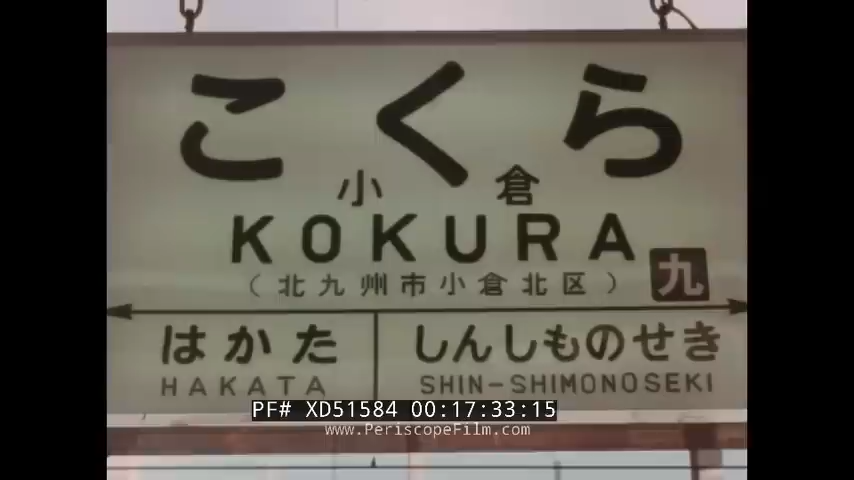 こくら
小倉
KOKURA
(北九州市小倉北区)
九
はかた
HAKATA
しんしものせき
SHIN-SHIMONOSEKI
PF# XD51584 00:17:33:15
www.PeriscopeFilm.com